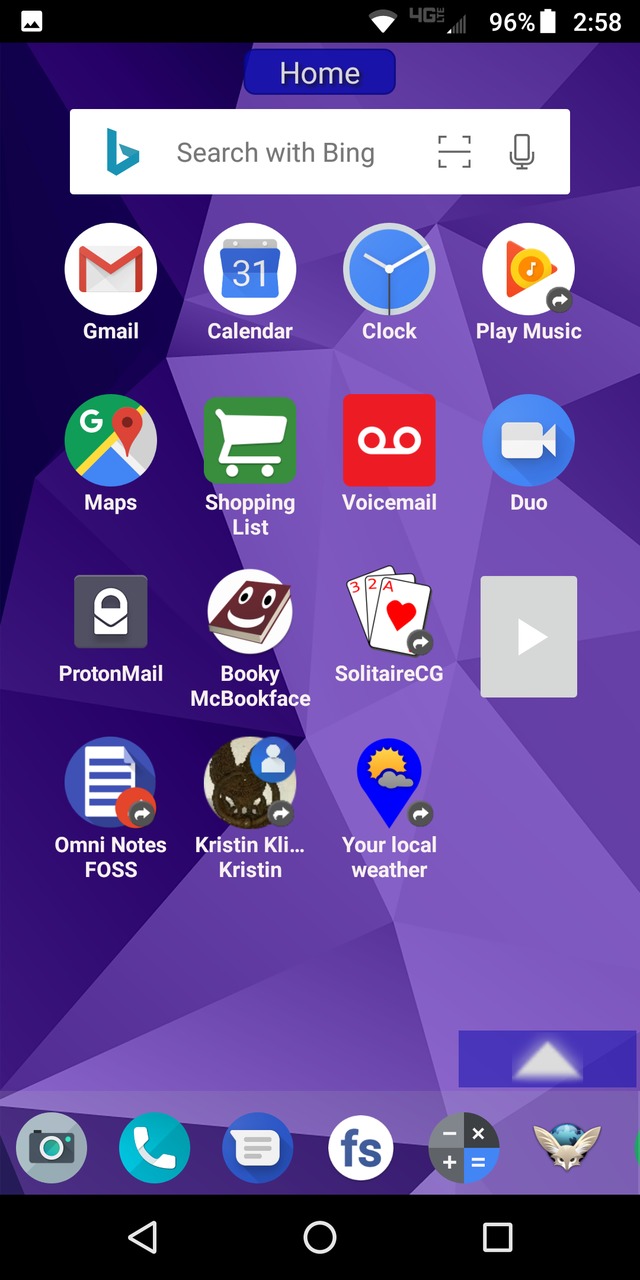 4G LTE 96% 2:58
Home
Search with Bing
31
Gmail Calendar Clock Play Music
G
Maps Shopping Voicemail Duo
List
3 2 A
ProtonMail Booky SolitaireCG
McBookface
Omni Notes Kristin Kli... Your local
FOSS Kristin weather
fs
− × + =